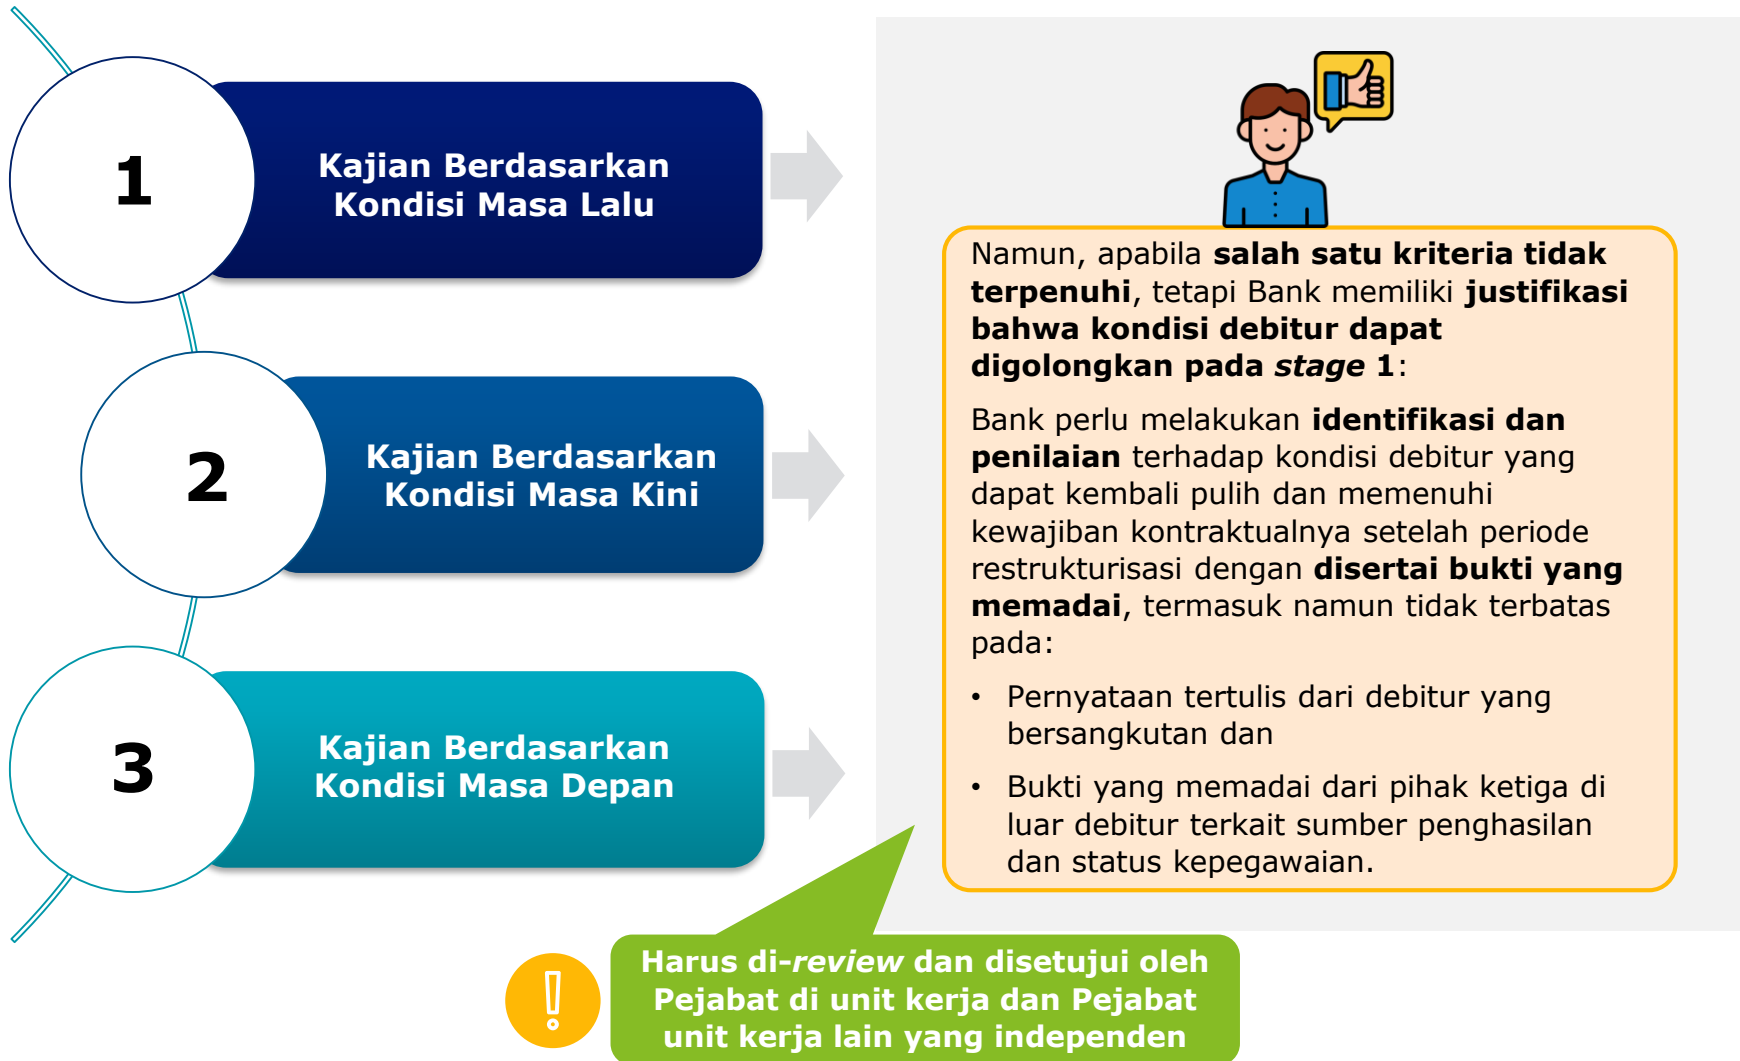 1
Kajian Berdasarkan
Kondisi Masa Lalu
2
Kajian Berdasarkan
Kondisi Masa Kini
3
Kajian Berdasarkan
Kondisi Masa Depan
Namun, apabila salah satu kriteria tidak
terpenuhi, tetapi Bank memiliki justifikasi
bahwa kondisi debitur dapat
digolongkan pada stage 1:
Bank perlu melakukan identifikasi dan
penilaian terhadap kondisi debitur yang
dapat kembali pulih dan memenuhi
kewajiban kontraktualnya setelah periode
restrukturisasi dengan disertai bukti yang
memadai, termasuk namun tidak terbatas
pada:
• Pernyataan tertulis dari debitur yang
bersangkutan dan
• Bukti yang memadai dari pihak ketiga di
luar debitur terkait sumber penghasilan
dan status kepegawaian.
Harus di-review dan disetujui oleh
Pejabat di unit kerja dan Pejabat
unit kerja lain yang independen